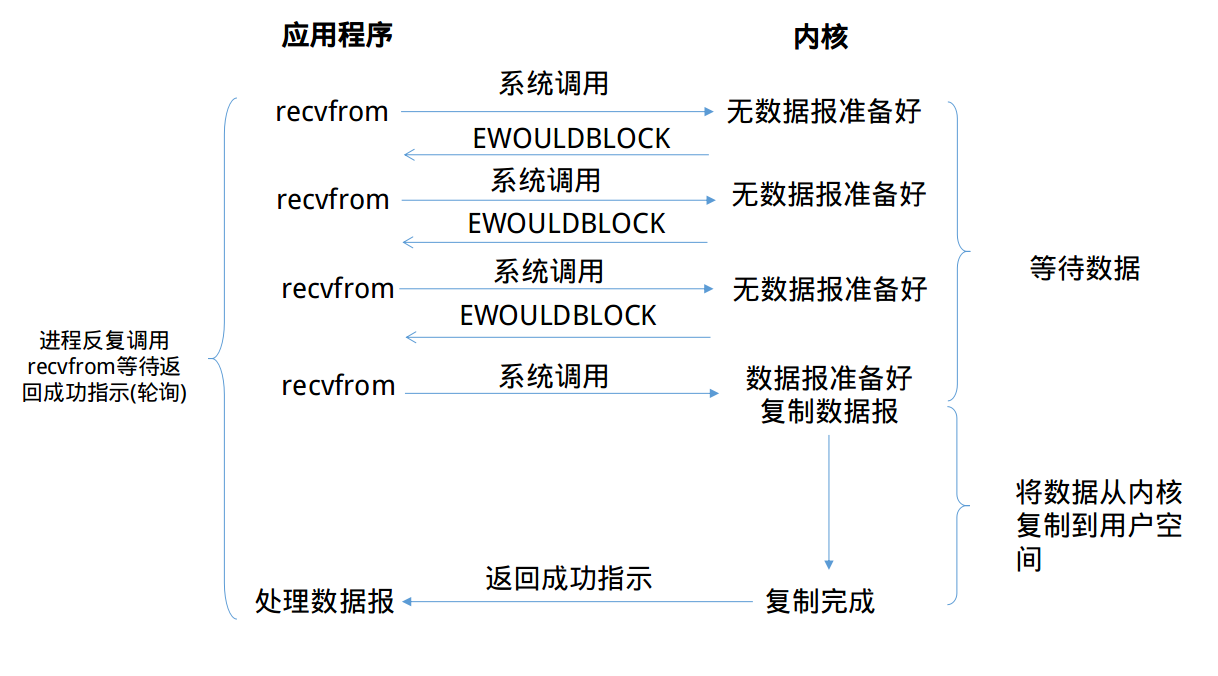 应用程序
内核
系统调用
recvfrom
无数据报准备好
EWOULDBLOCK
系统调用
recvfrom
无数据报准备好
EWOULDBLOCK
系统调用
recvfrom
无数据报准备好
EWOULDBLOCK
等待数据
进程反复调用
recvfrom等待返
回成功指示(轮询)
系统调用
recvfrom
数据报准备好
复制数据报
将数据从内核
复制到用户空
间
返回成功指示
处理数据报
复制完成